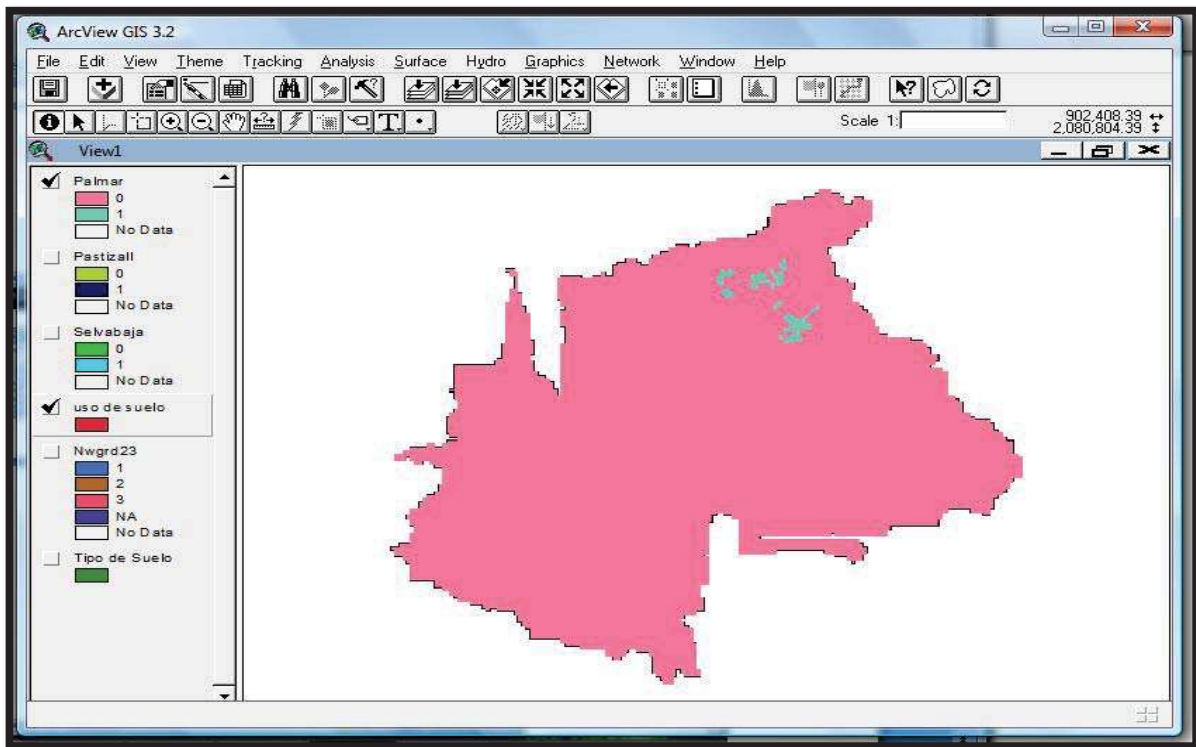 ArcView GIS 3.2
File Edit View Theme Tracking Analysis Surface Hydro Graphics Network Window Help
Scale 1:
902,408.39
2,080,804.39
View1
Palmar
0
1
No Data
Pastizall
0
1
No Data
Selvabaja
0
1
No Data
uso de suelo
Nwgrd23
1
2
3
NA
No Data
Tipo de Suelo